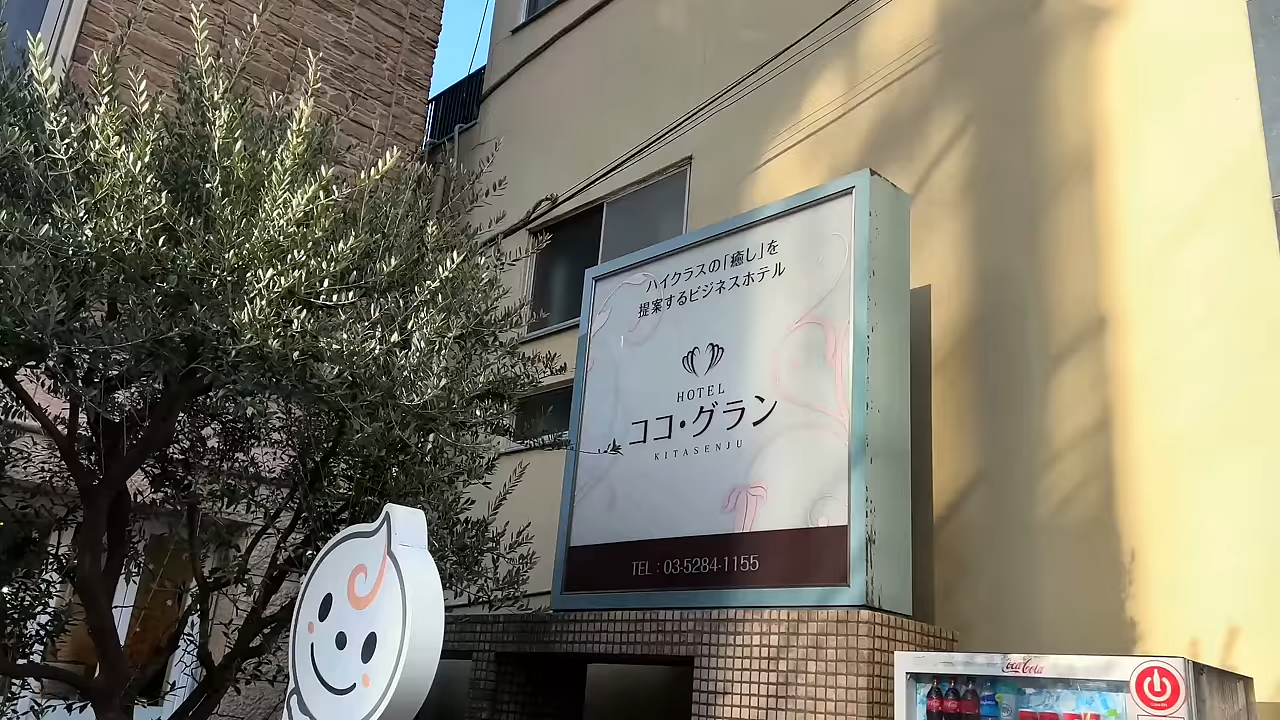 ハイクラスの「癒し」を
提案するビジネスホテル
HOTEL
ココ・グラン
KITASENJU
TEL : 03-5284-1155
Coca-Cola